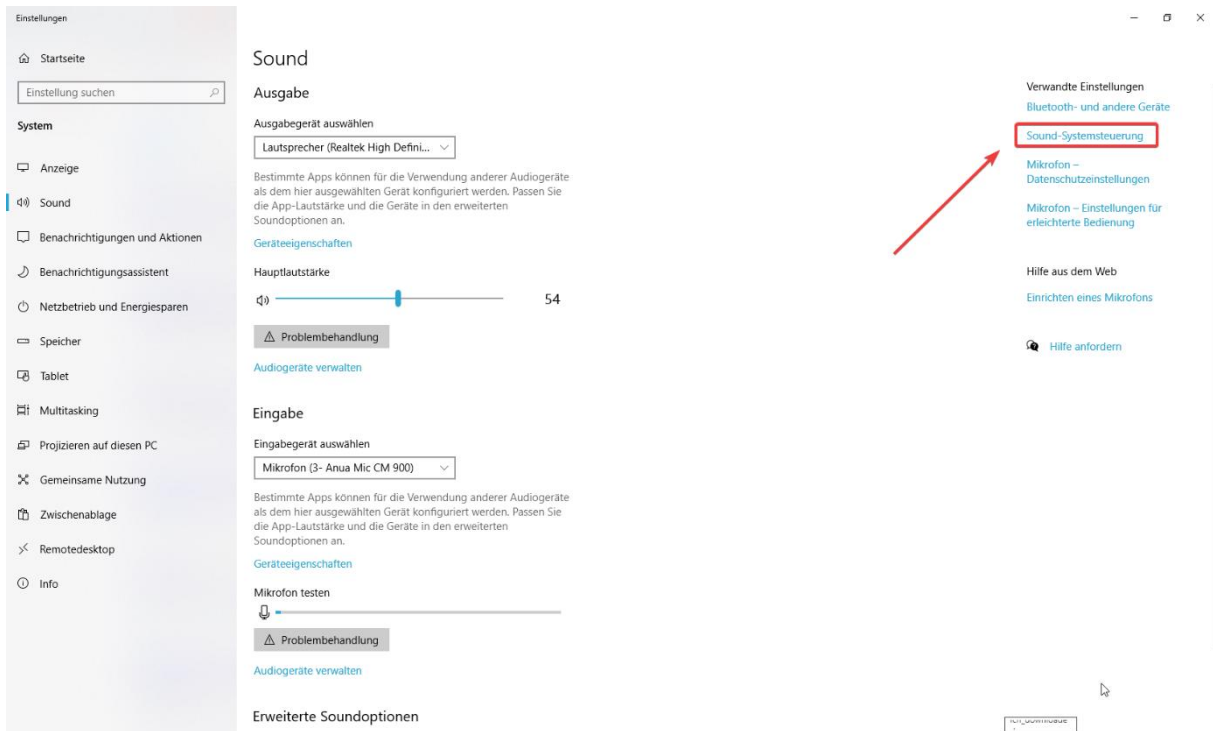 Einstellungen
Startseite
Einstellung suchen
System
Anzeige
Sound
Benachrichtigungen und Aktionen
Benachrichtigungsassistent
Netzbetrieb und Energiesparen
Speicher
Tablet
Multitasking
Projizieren auf diesen PC
Gemeinsame Nutzung
Zwischenablage
Remotedesktop
Info
Sound
Ausgabe
Ausgabegerät auswählen
Lautsprecher (Realtek High Defini...
Bestimmte Apps können für die Verwendung anderer Audiogeräte
als dem hier ausgewählten Gerät konfiguriert werden. Passen Sie
die App-Lautstärke und die Geräte in den erweiterten
Soundoptionen an.
Geräteeigenschaften
Hauptlautstärke
54
Problembehandlung
Audiogeräte verwalten
Eingabe
Eingabegerät auswählen
Mikrofon (3- Anua Mic CM 900)
Bestimmte Apps können für die Verwendung anderer Audiogeräte
als dem hier ausgewählten Gerät konfiguriert werden. Passen Sie
die App-Lautstärke und die Geräte in den erweiterten
Soundoptionen an.
Geräteeigenschaften
Mikrofon testen
Problembehandlung
Audiogeräte verwalten
Erweiterte Soundoptionen
Verwandte Einstellungen
Bluetooth- und andere Geräte
Sound-Systemsteuerung
Mikrofon –
Datenschutzeinstellungen
Mikrofon – Einstellungen für
erleichterte Bedienung
Hilfe aus dem Web
Einrichten eines Mikrofons
Hilfe anfordern